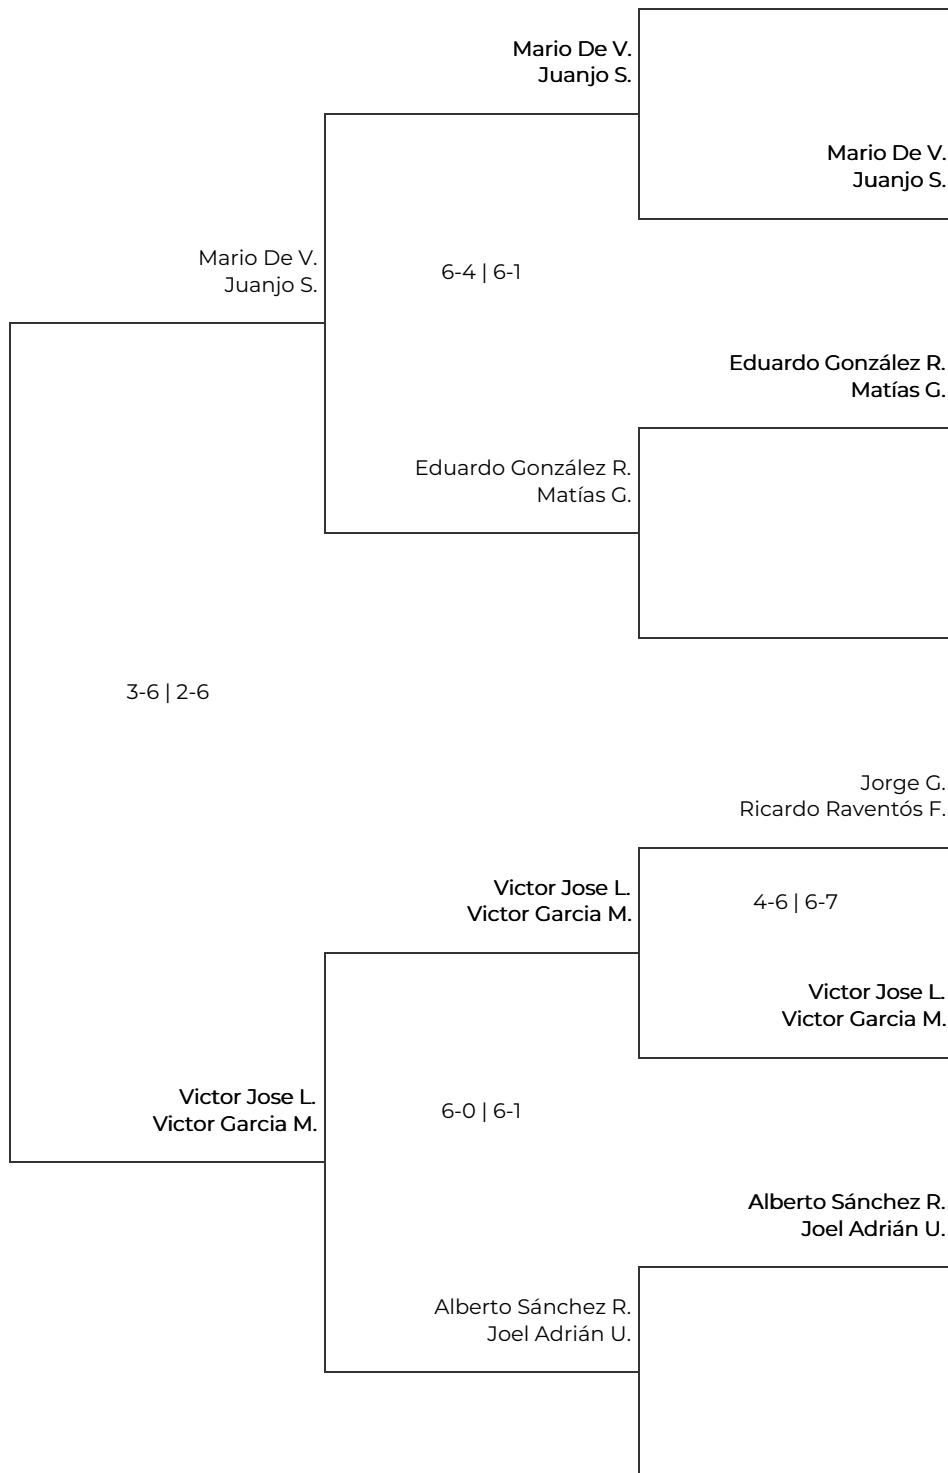 Mario De V.
Juanjo S.
Mario De V.
Juanjo S.
Mario De V.
Juanjo S.
6-4 | 6-1
Eduardo González R.
Matías G.
Eduardo González R.
Matías G.
3-6 | 2-6
Jorge G.
Ricardo Raventós F.
Victor Jose L.
Victor Garcia M.
4-6 | 6-7
Victor Jose L.
Victor Garcia M.
Victor Jose L.
Victor Garcia M.
6-0 | 6-1
Alberto Sánchez R.
Joel Adrián U.
Alberto Sánchez R.
Joel Adrián U.